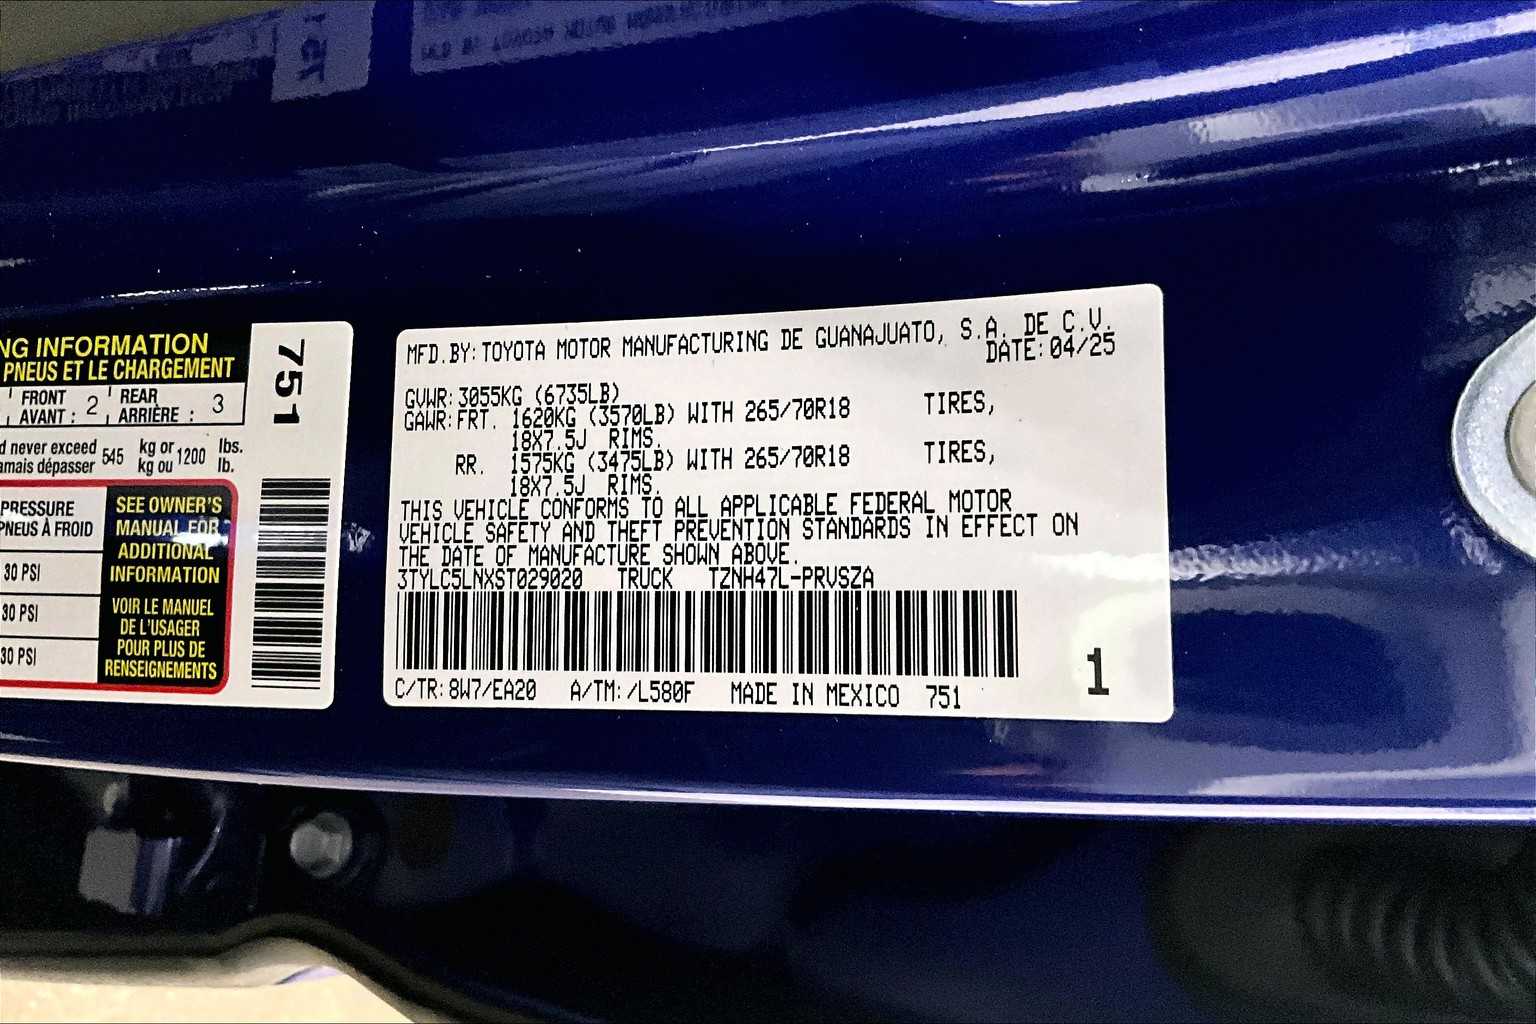 NG INFORMATION
PNEUS ET LE CHARGEMENT
FRONT AVANT : 2 REAR ARRIÈRE : 3
d never exceed 545 kg or 1200 lbs.
amais dépasser kg ou lb.
PRESSURE
PNEUS À FROID
30 PSI
30 PSI
30 PSI
SEE OWNER'S
MANUAL FOR
ADDITIONAL
INFORMATION
VOIR LE MANUEL
DE L'USAGER
POUR PLUS DE
RENSEIGNEMENTS
751
MFD.BY:TOYOTA MOTOR MANUFACTURING DE GUANAJUATO, S.A. DE C.V.
DATE:04/25
GVWR:3055KG (6735LB)
GAWR:FRT. 1620KG (3570LB) WITH 265/70R18 TIRES,
18X7.5J RIMS.
RR. 1575KG (3475LB) WITH 265/70R18 TIRES,
18X7.5J RIMS.
THIS VEHICLE CONFORMS TO ALL APPLICABLE FEDERAL MOTOR
VEHICLE SAFETY AND THEFT PREVENTION STANDARDS IN EFFECT ON
THE DATE OF MANUFACTURE SHOWN ABOVE.
3TYLC5LNXST029020 TRUCK TZNH47L-PRVSZA
C/TR:8W7/EA20 A/TM:/L580F MADE IN MEXICO 751
1